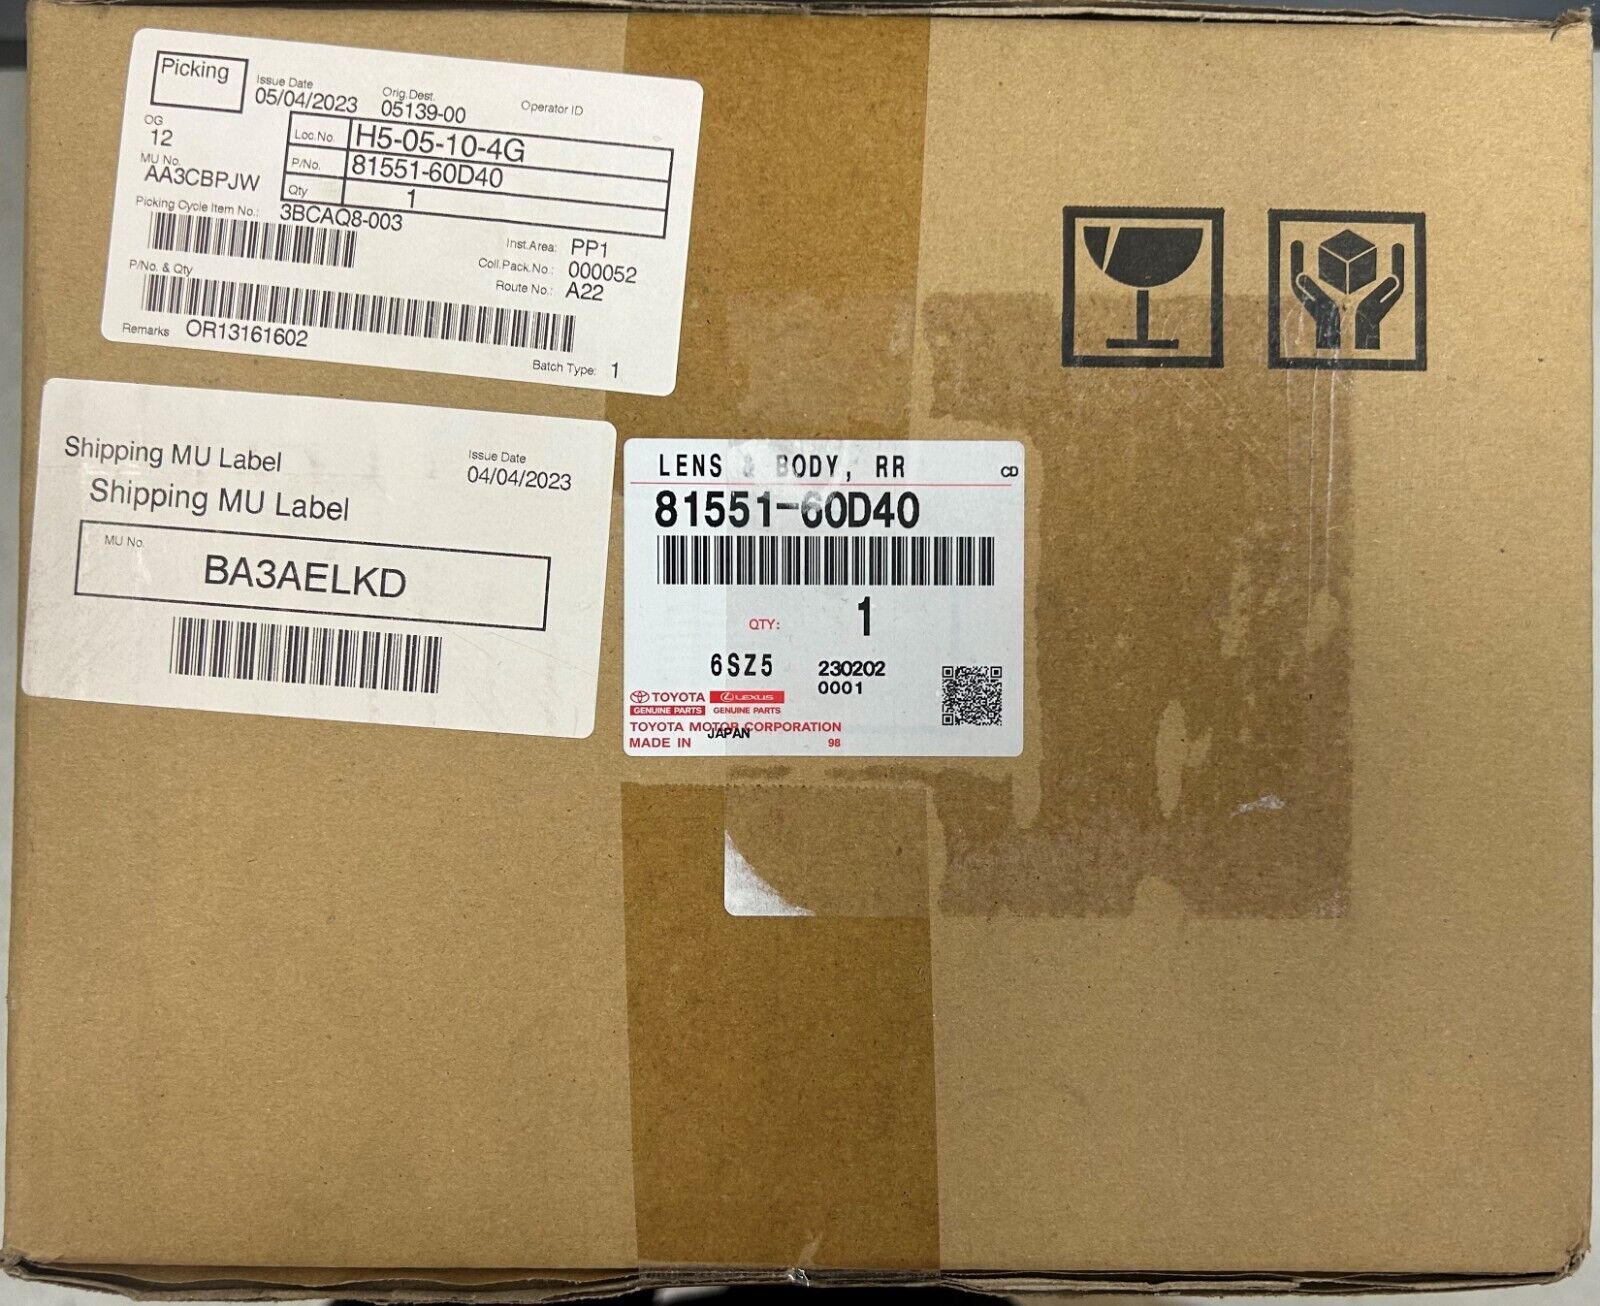 Picking
Issue Date
05/04/2023
Orig.Dest.
05139-00
Operator ID
OG
12
Loc.No. H5-05-10-4G
MU No.
AA3CBPJW
P/No. 81551-60D40
Qty 1
Picking Cycle Item No.: 3BCAQ8-003
Inst.Area: PP1
Coll.Pack.No.: 000052
Route No.: A22
P/No. & Qty
Remarks OR13161602
Batch Type: 1
Shipping MU Label
Issue Date
04/04/2023
Shipping MU Label
MU No.
BA3AELKD
LENS & BODY, RR CD
81551-60D40
QTY: 1
6SZ5 230202
0001
TOYOTA LEXUS
GENUINE PARTS GENUINE PARTS
TOYOTA MOTOR CORPORATION
MADE IN JAPAN 98